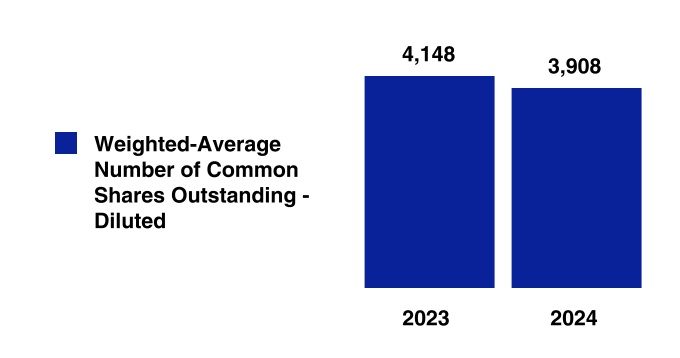 4,148
3,908
Weighted-Average
Number of Common
Shares Outstanding -
Diluted
2023
2024